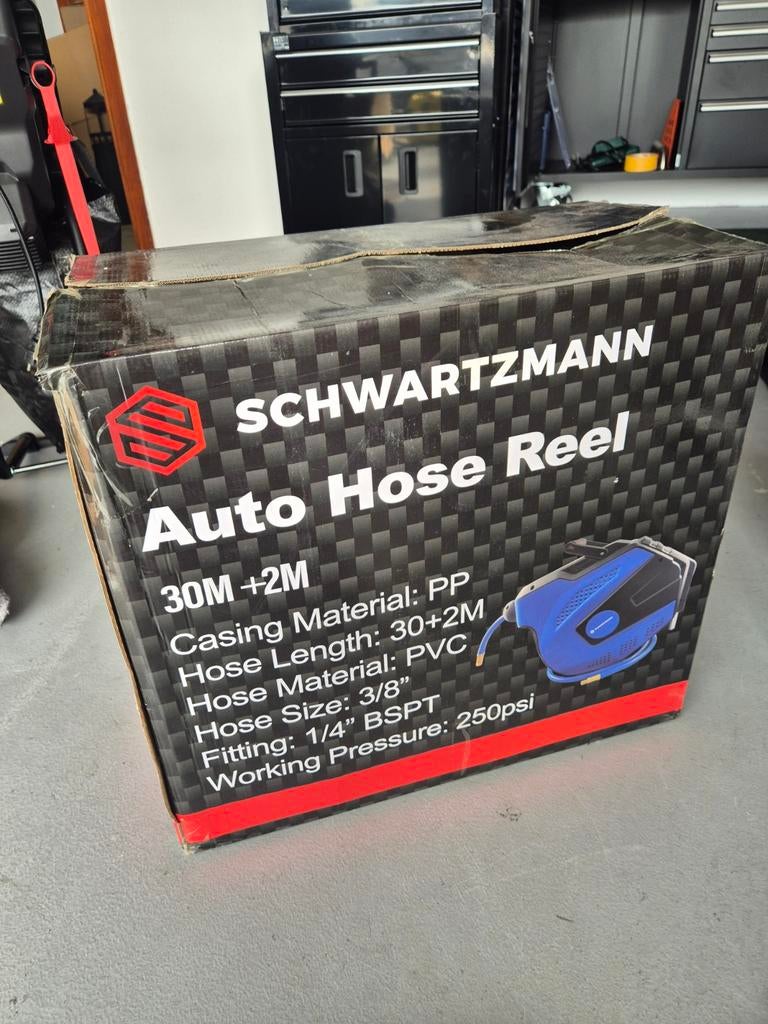 SCHWARTZMANN
Auto Hose Reel
30M +2M
Casing Material: PP
Hose Length: 30+2M
Hose Material: PVC
Hose Size: 3/8”
Fitting: 1/4” BSPT
Working Pressure: 250psi